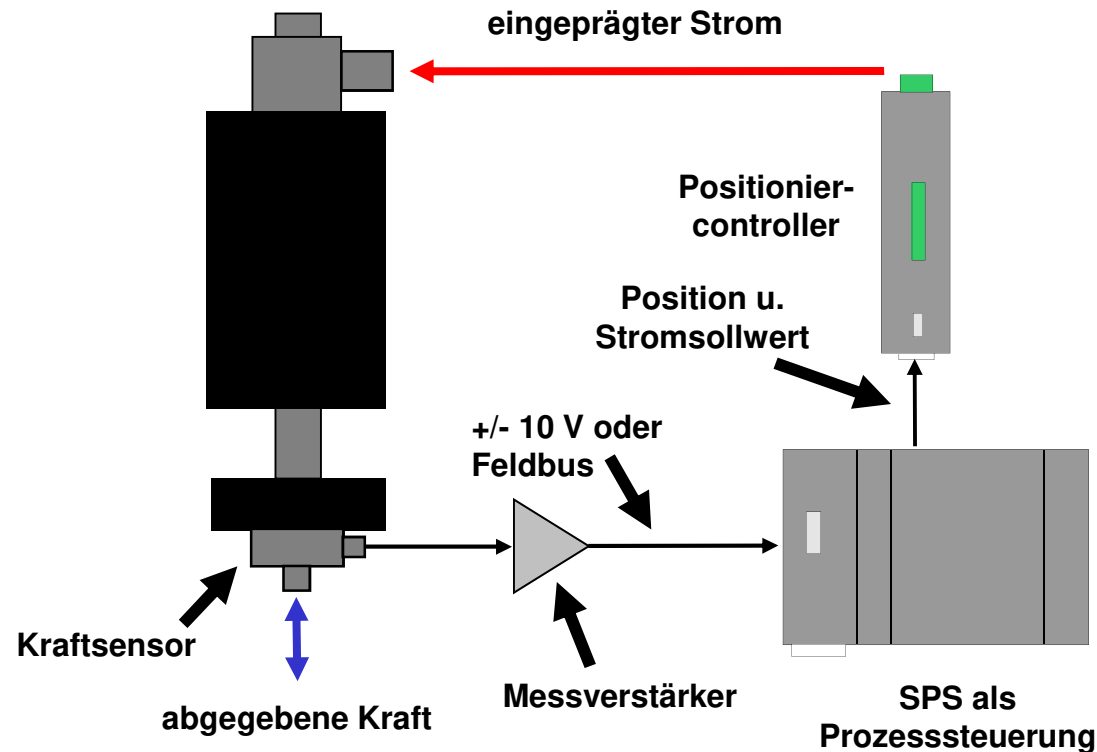 eingeprägter Strom
Positionier-
controller
Position u.
Stromsollwert
+/- 10 V oder
Feldbus
Kraftsensor
Messverstärker
abgegebene Kraft
SPS als
Prozesssteuerung